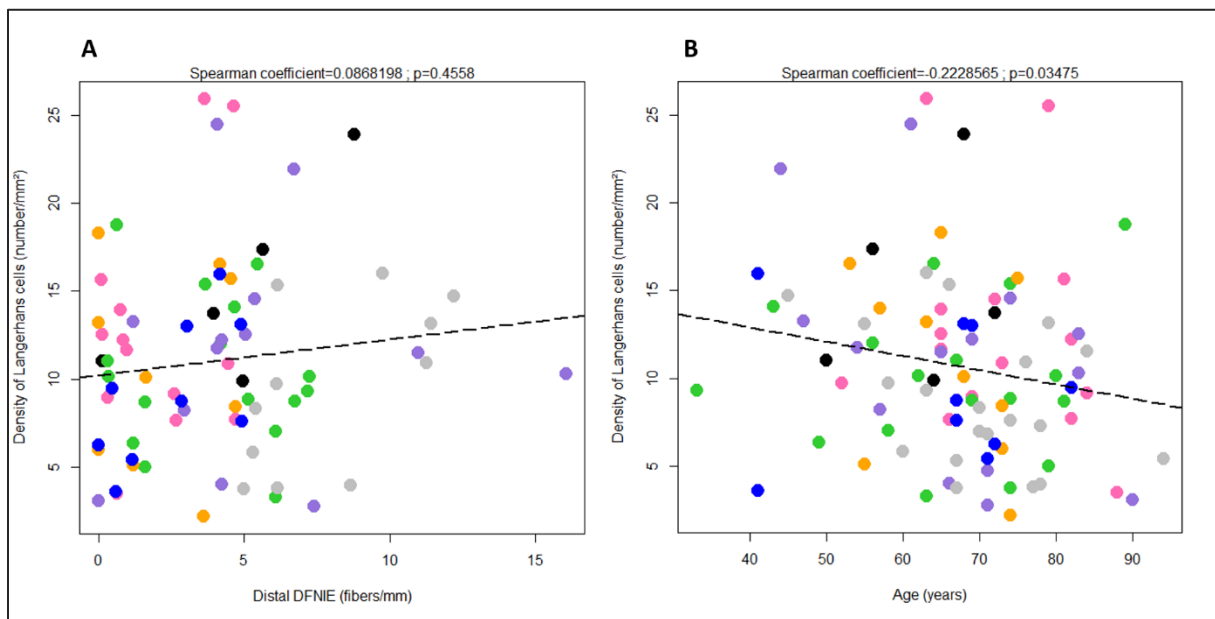 A
Spearman coefficient=0.0868198 ; p=0.4558
Density of Langerhans cells (number/mm²)
25
20
15
10
5
0 5 10 15
Distal DFNIE (fibers/mm)
B
Spearman coefficient=-0.2228565 ; p=0.03475
Density of Langerhans cells (number/mm²)
25
20
15
10
5
40 50 60 70 80 90
Age (years)